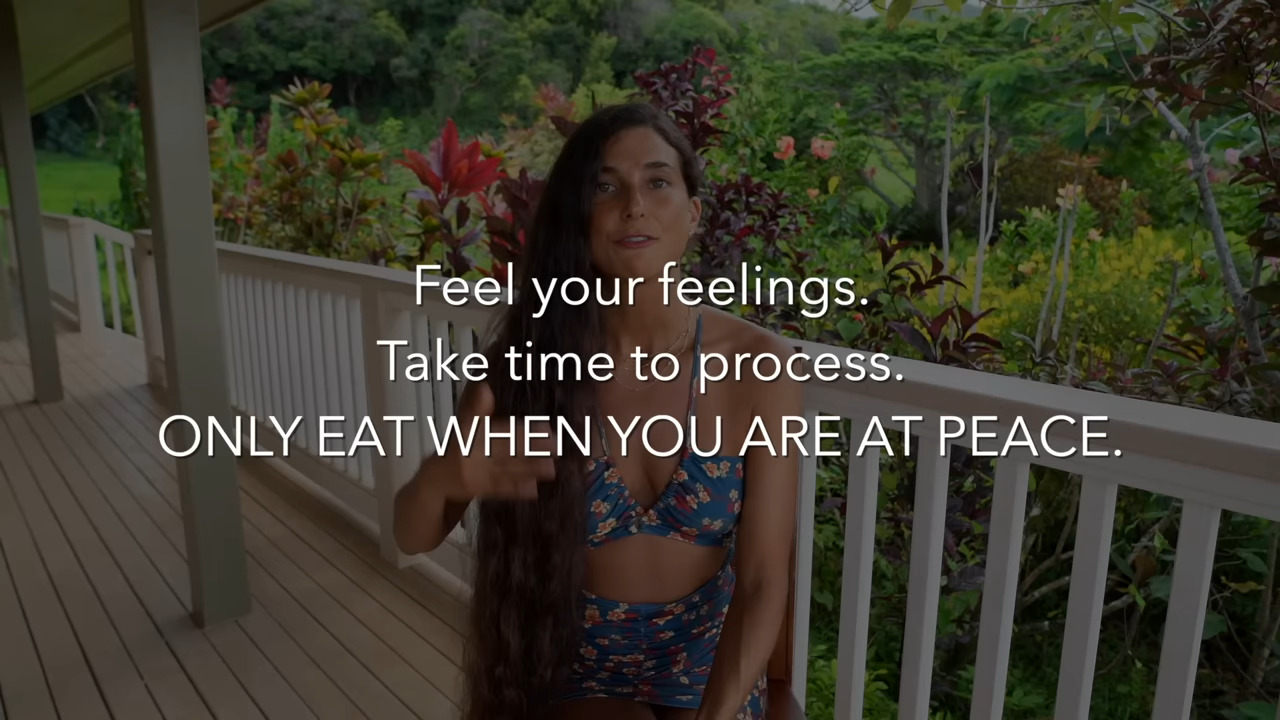 Feel your feelings.
Take time to process.
ONLY EAT WHEN YOU ARE AT PEACE.